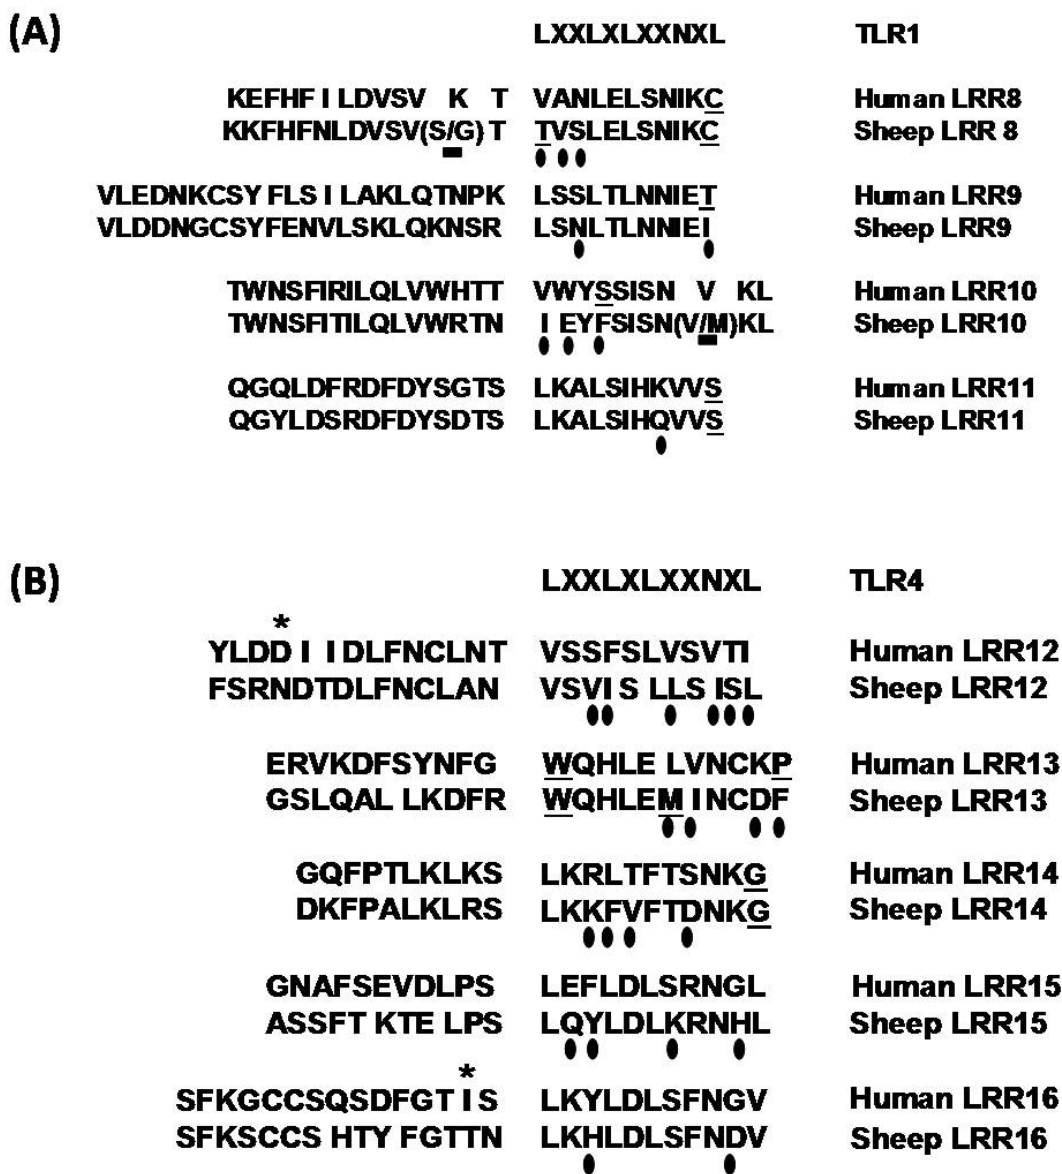 (A) LXXLXLXXNXL TLR1
KEFHF I LDVSV K T VANLELSNIKC Human LRR8
KKFHFNLDVSV(S/G) T TVSLELSNIKC Sheep LRR 8
VLEDNKCSY FLS I LAKLQTNPK LSSLTLNNIET Human LRR9
VLDDNGCSYFENVLSKLQKNSR LSNLTLNNIEI Sheep LRR9
TWNSFIRILQLVWHTT VWYSSISN V KL Human LRR10
TWNSFITILQLVWRTN I EYFSISN(V/M)KL Sheep LRR10
QGQLDFRDFDYSGTS LKALSIHKVVS Human LRR11
QGYLDSRDFDYSDTS LKALSIHQVVS Sheep LRR11
(B) LXXLXLXXNXL TLR4
*
YLDD I I DLFNCLNT VSSFSLVSVTI Human LRR12
FSRNDTDLFNCLAN VSVI S LLS ISL Sheep LRR12
ERVKDFSYNFG WQHLE LVNCKP Human LRR13
GSLQAL LKDFR WQHLEM I NCDF Sheep LRR13
GQFPTLKLKS LKRLTFTSNKG Human LRR14
DKFPALKLRS LKKFVFTDNKG Sheep LRR14
GNAFSEVDLPS LEFLDLSRNGL Human LRR15
ASSFT KTE LPS LQYLDLKRNHL Sheep LRR15
*
SFKGCCSQSDFGT I S LKYLDLSFNGV Human LRR16
SFKSCCS HTY FGTTN LKHLDLSFNDV Sheep LRR16